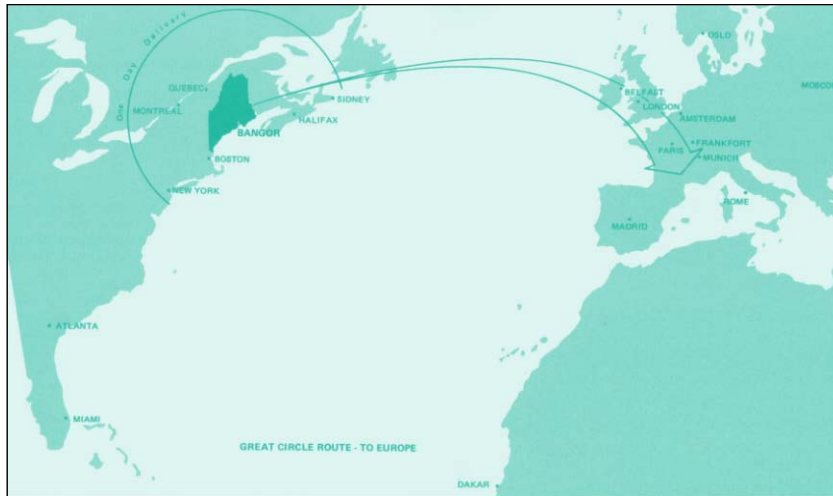 One Day Delivery
OSLO
MOSCOW
QUEBEC
BELFAST
SIDNEY
LONDON
MONTREAL
AMSTERDAM
HALIFAX
BANGOR
FRANKFORT
PARIS
MUNICH
BOSTON
NEW YORK
ROME
MADRID
ATLANTA
MIAMI
GREAT CIRCLE ROUTE - TO EUROPE
DAKAR